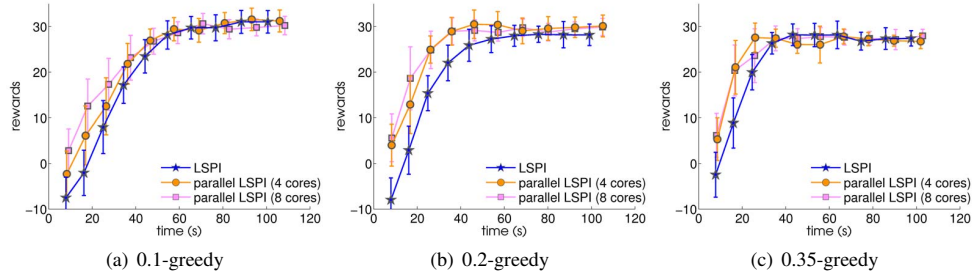 30
20
10
0
−10
rewards
0
20
40
60
80
100
120
time (s)
LSPI
parallel LSPI (4 cores)
parallel LSPI (8 cores)
(a) 0.1-greedy
30
20
10
0
−10
rewards
0
20
40
60
80
100
120
time (s)
LSPI
parallel LSPI (4 cores)
parallel LSPI (8 cores)
(b) 0.2-greedy
30
20
10
0
−10
rewards
0
20
40
60
80
100
120
time (s)
LSPI
parallel LSPI (4 cores)
parallel LSPI (8 cores)
(c) 0.35-greedy